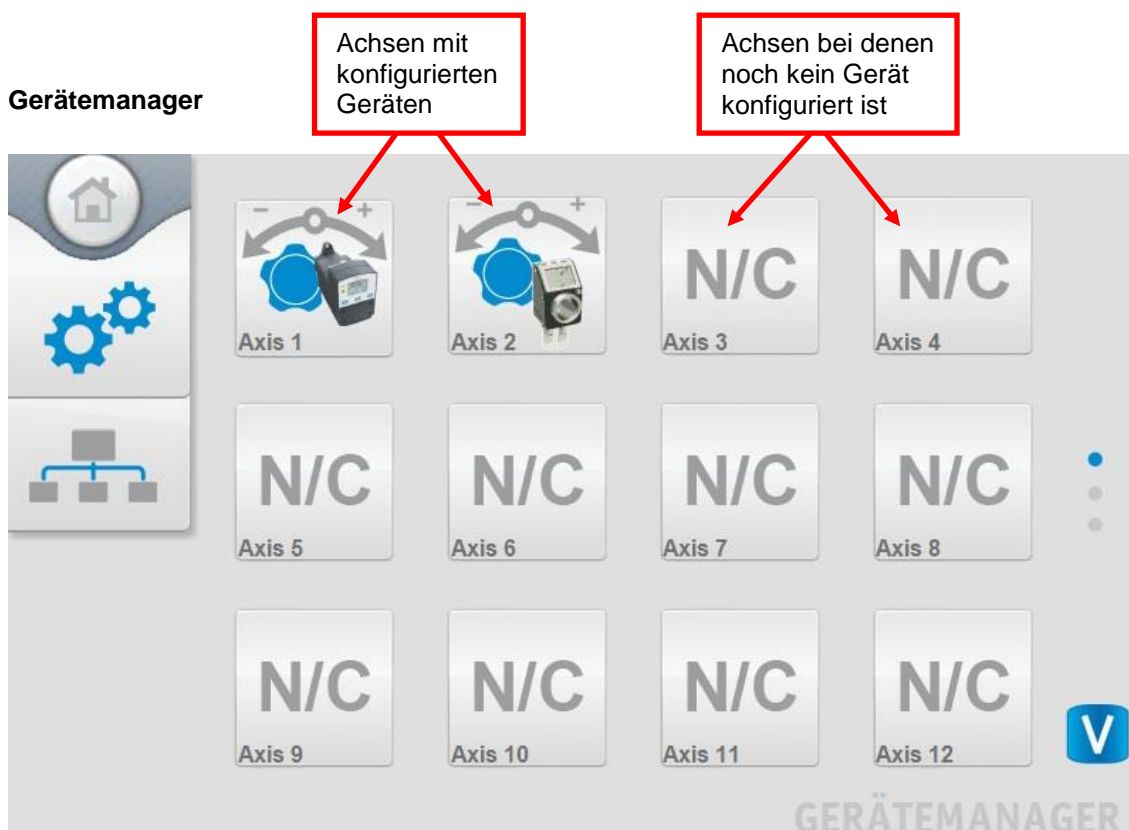 Achsen mit
konfigurierten
Geräten
Achsen bei denen
noch kein Gerät
konfiguriert ist
Gerätemanager
- +
Axis 1
- +
Axis 2
N/C
Axis 3
N/C
Axis 4
N/C
Axis 5
N/C
Axis 6
N/C
Axis 7
N/C
Axis 8
N/C
Axis 9
N/C
Axis 10
N/C
Axis 11
N/C
Axis 12
V
GERÄTEMANAGER